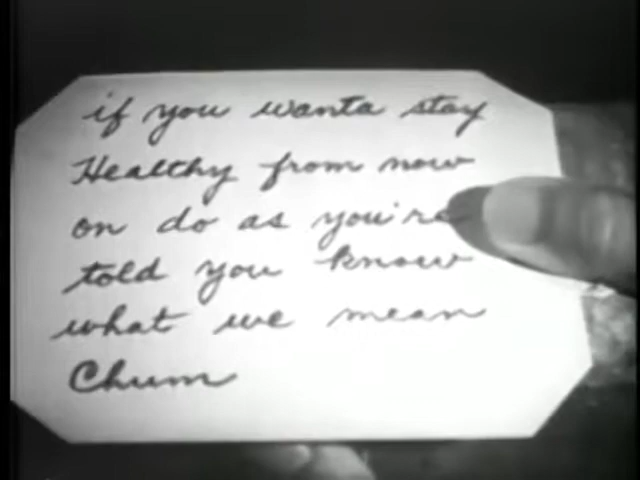 if you wanta stay
Healthy from now
on do as you're
told you know
what we mean
Chum